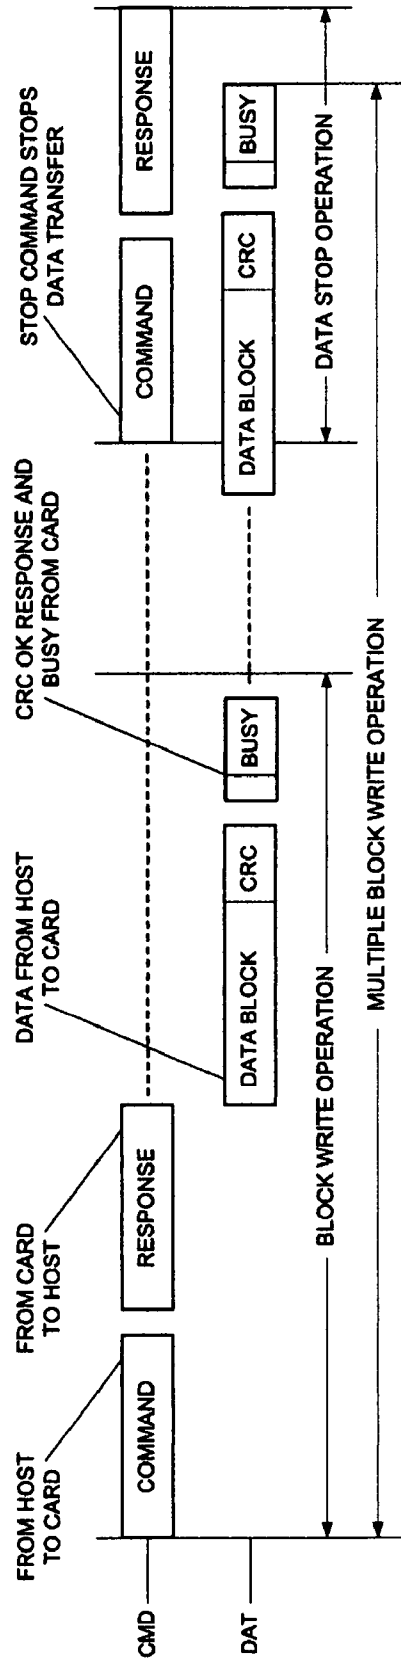 FROM HOST
TO CARD
FROM CARD
TO HOST
DATA FROM HOST
TO CARD
CRC OK RESPONSE AND
BUSY FROM CARD
STOP COMMAND STOPS
DATA TRANSFER
CMD
COMMAND
RESPONSE
COMMAND
RESPONSE
DAT
DATA BLOCK
CRC
BUSY
DATA BLOCK
CRC
BUSY
BLOCK WRITE OPERATION
DATA STOP OPERATION
MULTIPLE BLOCK WRITE OPERATION